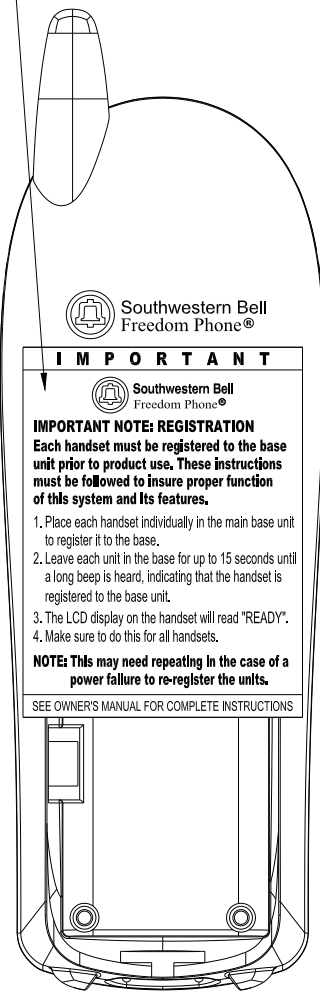 Southwestern Bell
Freedom Phone®
IMPORTANT
Southwestern Bell
Freedom Phone®
IMPORTANT NOTE: REGISTRATION
Each handset must be registered to the base
unit prior to product use. These instructions
must be followed to insure proper function
of this system and its features.
1. Place each handset individually in the main base unit
to register it to the base.
2. Leave each unit in the base for up to 15 seconds until
a long beep is heard, indicating that the handset is
registered to the base unit.
3. The LCD display on the handset will read "READY".
4. Make sure to do this for all handsets.
NOTE: This may need repeating in the case of a
power failure to re-register the units.
SEE OWNER'S MANUAL FOR COMPLETE INSTRUCTIONS